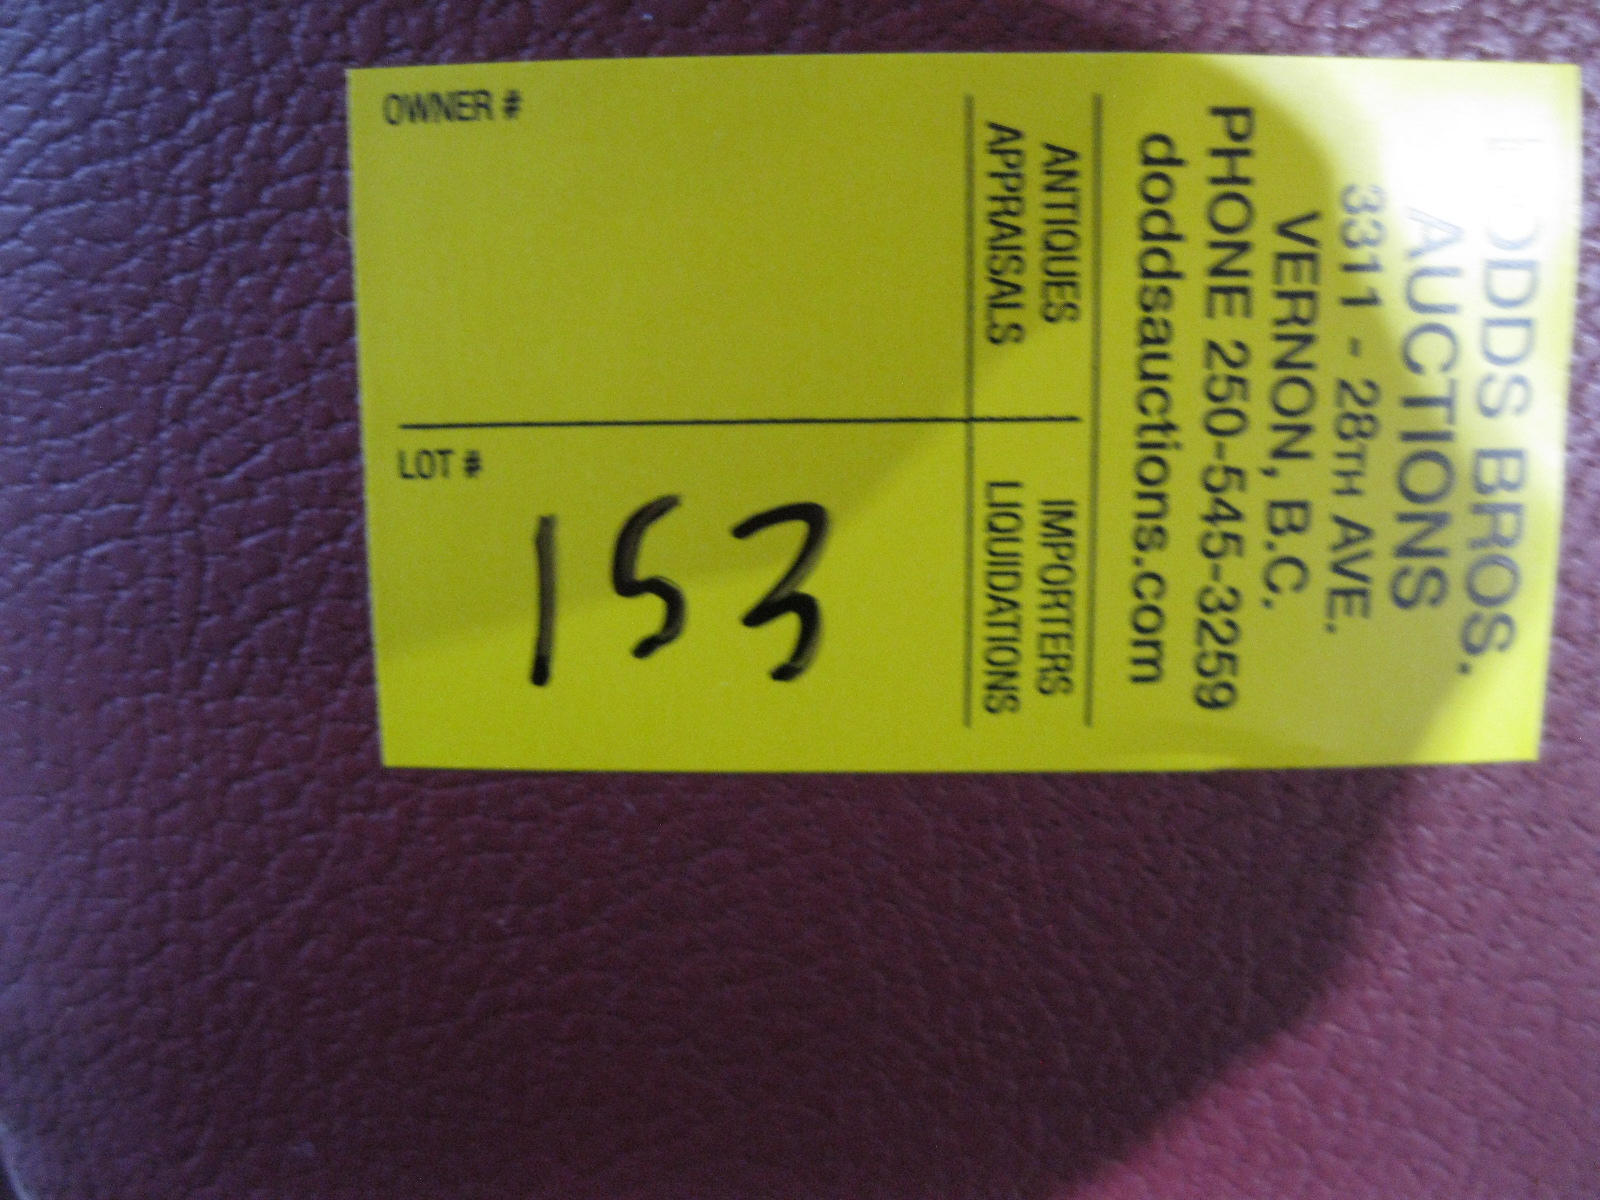 DODDS BROS.
AUCTIONS
3311 - 28TH AVE.
VERNON, B.C.
PHONE 250-545-3259
doddsauctions.com
ANTIQUES
APPRAISALS
IMPORTERS
LIQUIDATIONS
OWNER #
LOT #
153